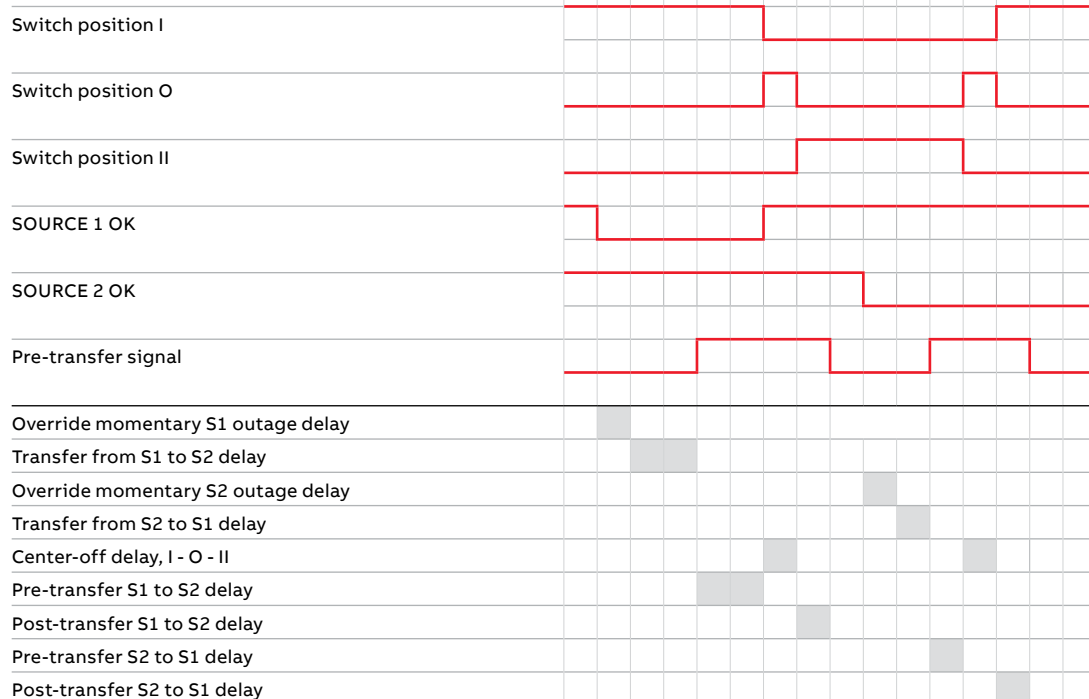 Switch position I
Switch position O
Switch position II
SOURCE 1 OK
SOURCE 2 OK
Pre-transfer signal
Override momentary S1 outage delay
Transfer from S1 to S2 delay
Override momentary S2 outage delay
Transfer from S2 to S1 delay
Center-off delay, I - O - II
Pre-transfer S1 to S2 delay
Post-transfer S1 to S2 delay
Pre-transfer S2 to S1 delay
Post-transfer S2 to S1 delay